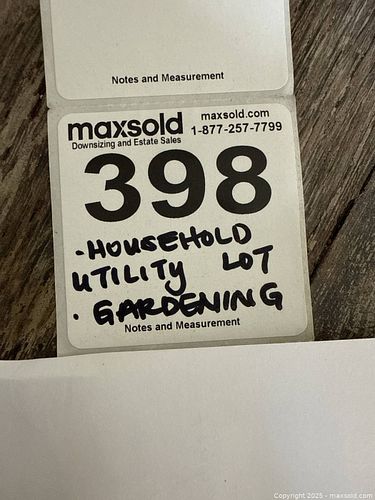 Notes and Measurement
maxsold
maxsold.com
Downsizing and Estate Sales
1-877-257-7799
398
·HOUSEHOLD
UTILITY LOT
· GARDENING
Notes and Measurement
Copyright 2025 - maxsold.com